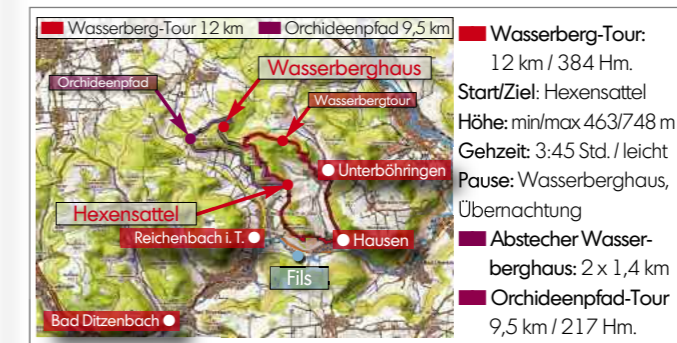 Wasserberg-Tour 12 km Orchideenpfad 9,5 km
Orchideenpfad
Wasserberghaus
Wasserbergtour
Unterböhringen
Hexensattel
Reichenbach i. T.
Hausen
Fils
Bad Ditzenbach
Wasserberg-Tour:
12 km / 384 Hm.
Start/Ziel: Hexensattel
Höhe: min/max 463/748 m
Gehzeit: 3:45 Std. / leicht
Pause: Wasserberghaus,
Übernachtung
Abstecher Wasser-
berghaus: 2 x 1,4 km
Orchideenpfad-Tour
9,5 km / 217 Hm.